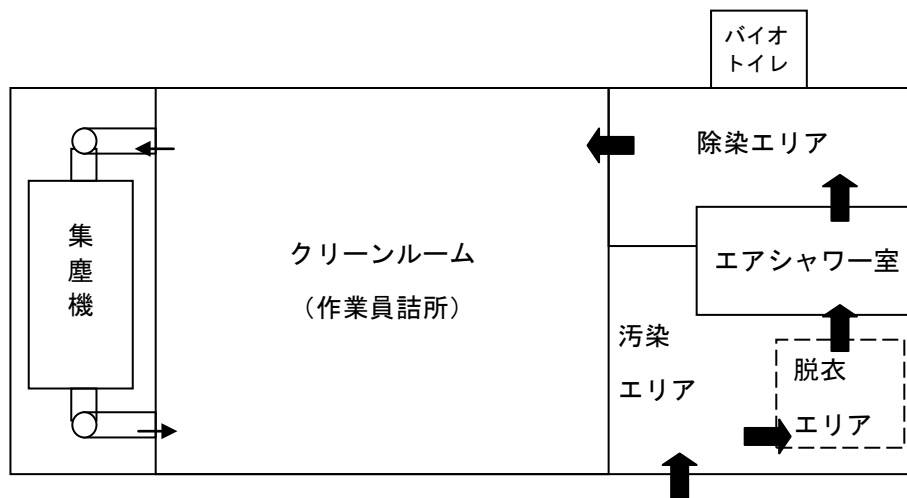 バイオ
トイレ
除染エリア
集
塵
機
クリーンルーム
（作業員詰所）
エアシャワー室
汚染
エリア
脱衣
エリア